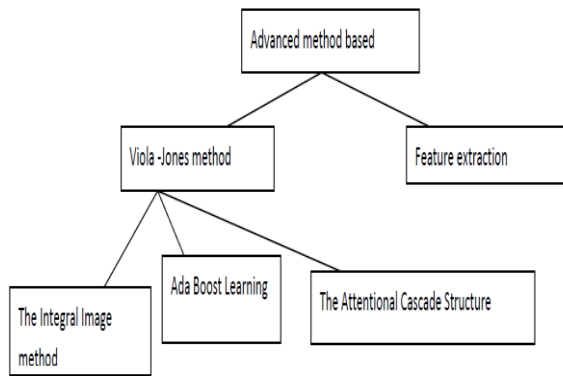 Advanced method based
Viola -Jones method
Feature extraction
The Integral Image
method
Ada Boost Learning
The Attentional Cascade Structure